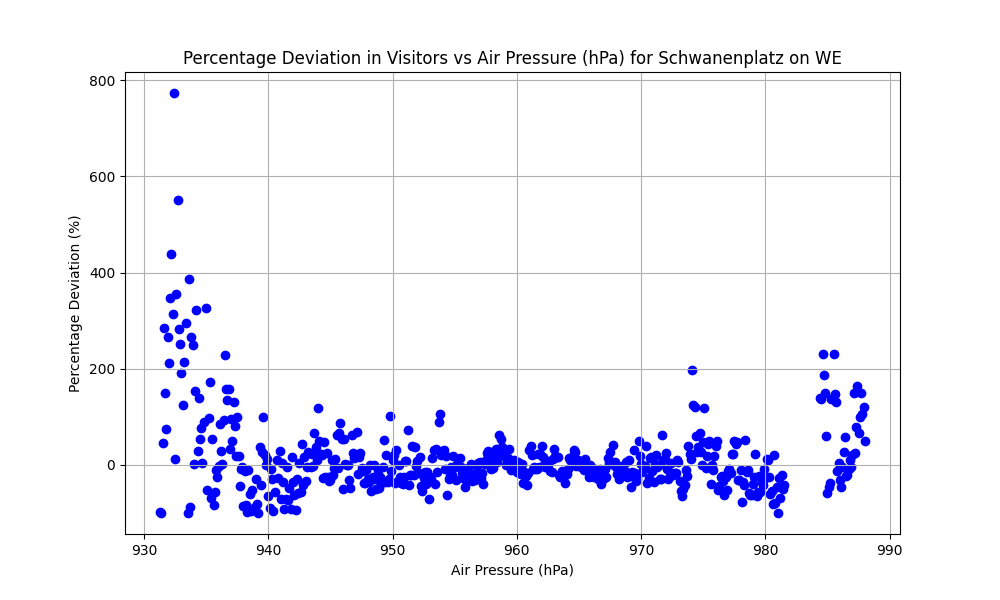 Percentage Deviation in Visitors vs Air Pressure (hPa) for Schwanenplatz on WE
800
600
400
200
0
Percentage Deviation (%)
930 940 950 960 970 980 990
Air Pressure (hPa)